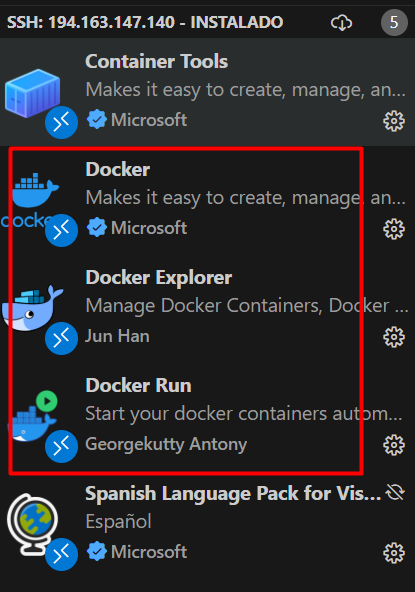 SSH: 194.163.147.140 - INSTALADO
5
Container Tools
Makes it easy to create, manage, an...
Microsoft
Docker
Makes it easy to create, manage, an...
docker
Microsoft
Docker Explorer
Manage Docker Containers, Docker ...
Jun Han
Docker Run
Start your docker containers autom...
Georgekutty Antony
Spanish Language Pack for Vis...
Español
Microsoft